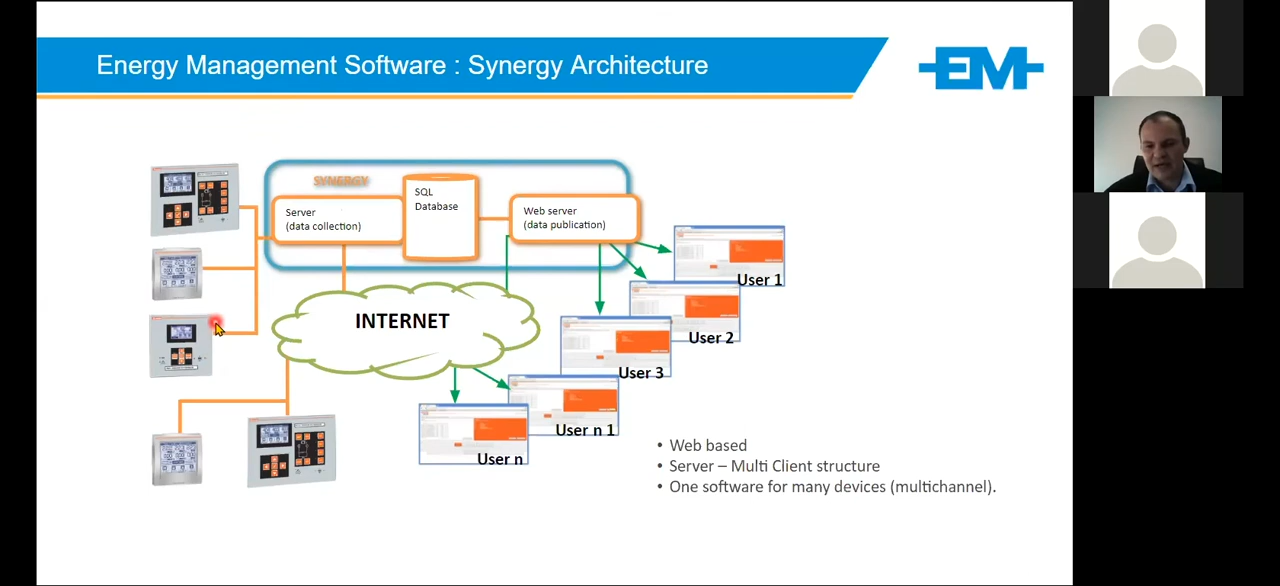 Energy Management Software : Synergy Architecture
EM
SYNERGY
Server
(data collection)
SQL
Database
Web server
(data publication)
INTERNET
User 1
User 2
User 3
User n 1
User n
• Web based
• Server – Multi Client structure
• One software for many devices (multichannel).